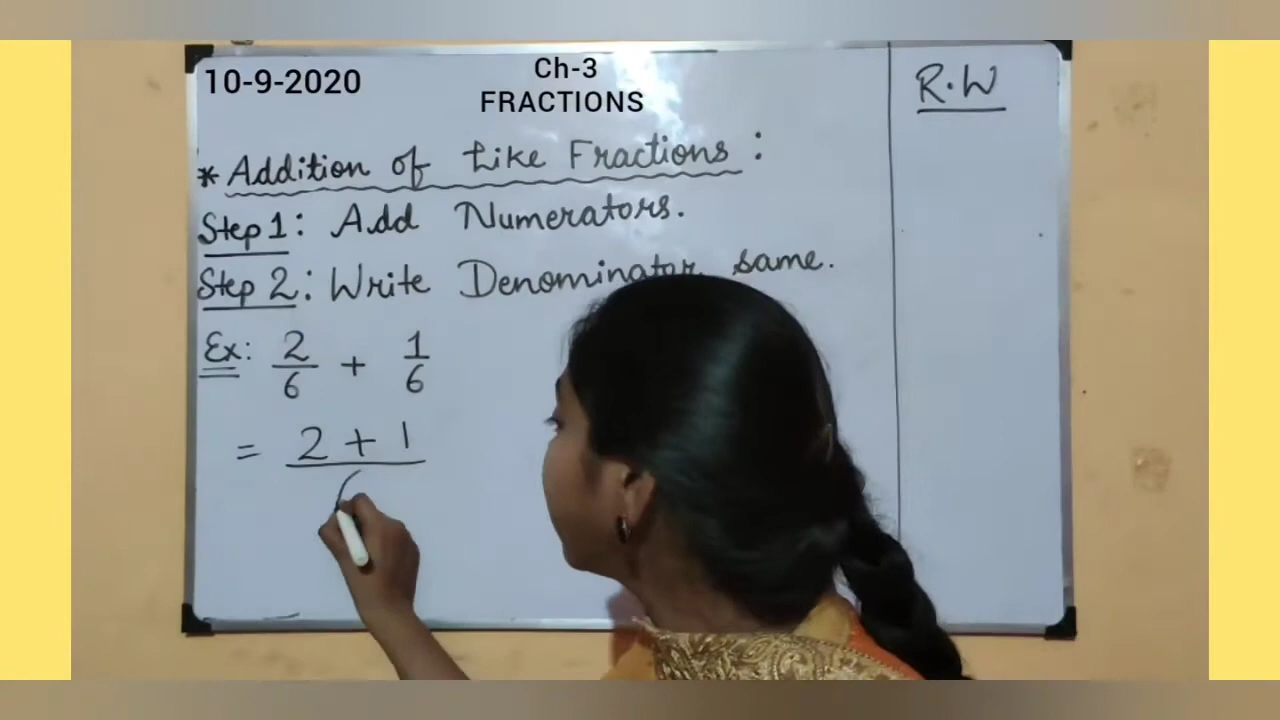 10-9-2020
Ch-3
FRACTIONS
R.W
* Addition of Like Fractions :
Step 1 : Add Numerators.
Step 2 : Write Denominator same.
Ex: 2/6 + 1/6
= 2 + 1